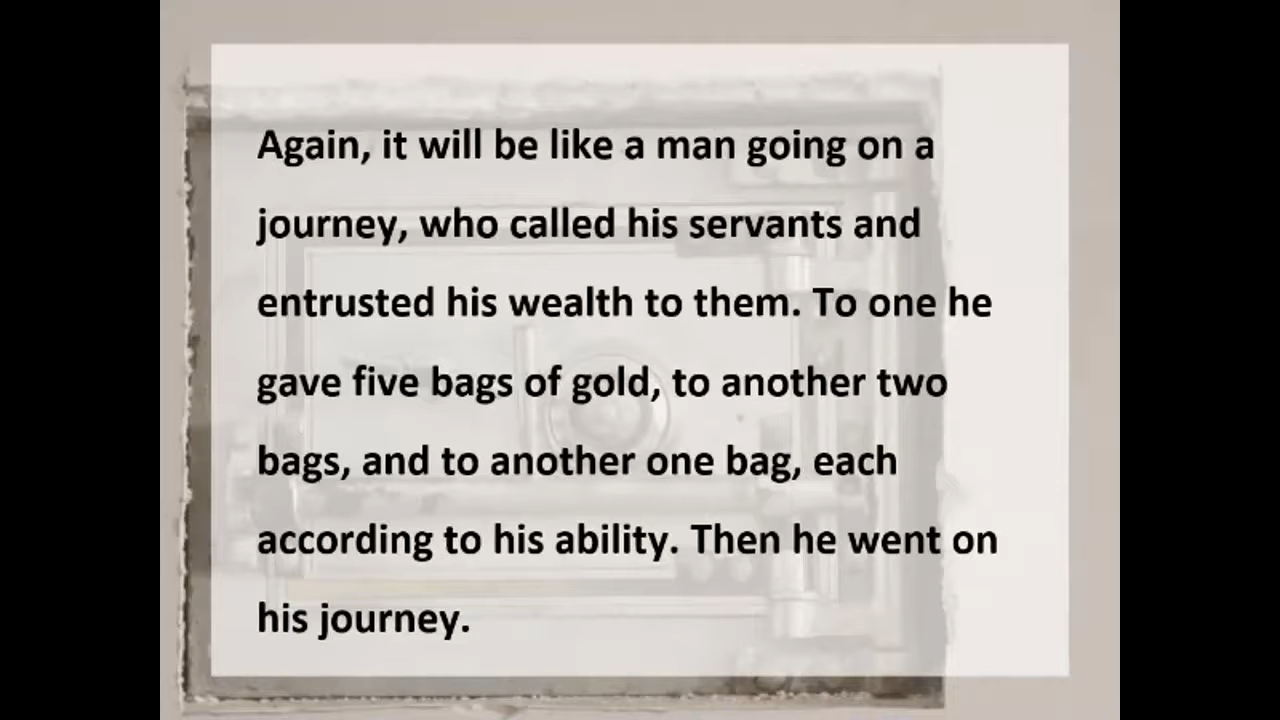 Again, it will be like a man going on a
journey, who called his servants and
entrusted his wealth to them. To one he
gave five bags of gold, to another two
bags, and to another one bag, each
according to his ability. Then he went on
his journey.